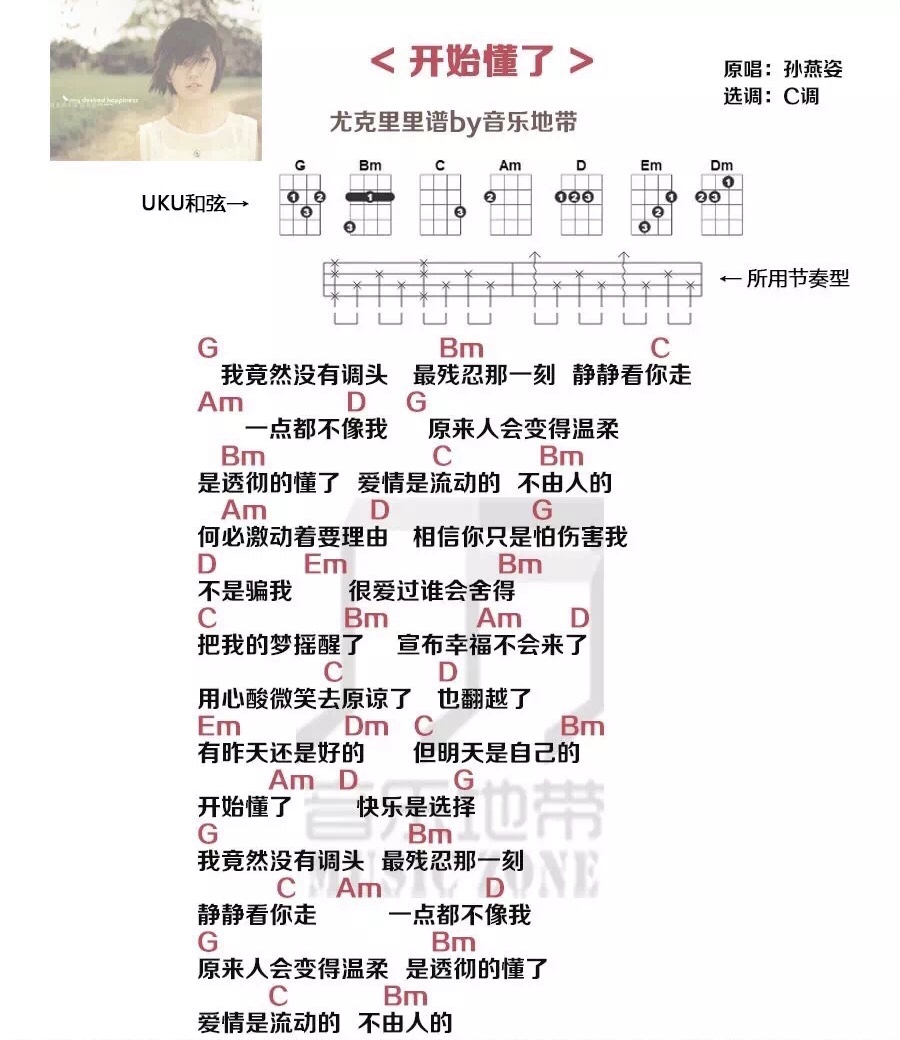 my desired happiness
< 开始懂了 >
原唱：孙燕姿
选调：C调
尤克里里谱by音乐地带
G Bm C Am D Em Dm
UKU和弦→
1 2 3 1 3 3 2 1 2 3 1 2 3 1 2 3
← 所用节奏型
G Bm C
我竟然没有调头 最残忍那一刻 静静看你走
Am D G
一点都不像我 原来人会变得温柔
Bm C Bm
是透彻的懂了 爱情是流动的 不由人的
Am D G
何必激动着要理由 相信你只是怕伤害我
D Em Bm
不是骗我 很爱过谁会舍得
C Bm Am D
把我的梦摇醒了 宣布幸福不会来了
C D
用心酸微笑去原谅了 也翻越了
Em Dm C Bm
有昨天还是好的 但明天是自己的
Am D G
开始懂了 快乐是选择
音乐地带
G Bm
我竟然没有调头 最残忍那一刻
MUSIC ZONE
C Am D
静静看你走 一点都不像我
G Bm
原来人会变得温柔 是透彻的懂了
C Bm
爱情是流动的 不由人的